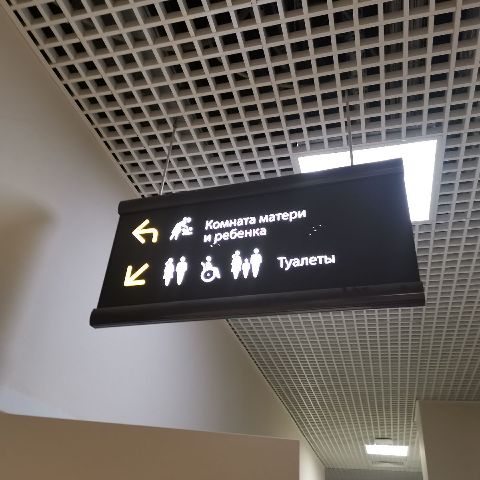 Комната матери
и ребенка
Туалеты